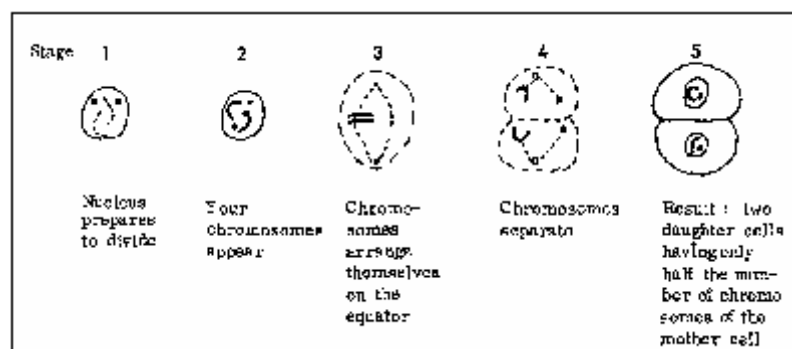 Stage 1 2 3 4 5
Nucleus
prepares
to divide
Four
chromosomes
appear
Chromo-
somes
arrange
themselves
on the
equator
Chromosomes
separate
Result : two
daughter cells
having only
half the num-
ber of chromo
somes of the
mother cell